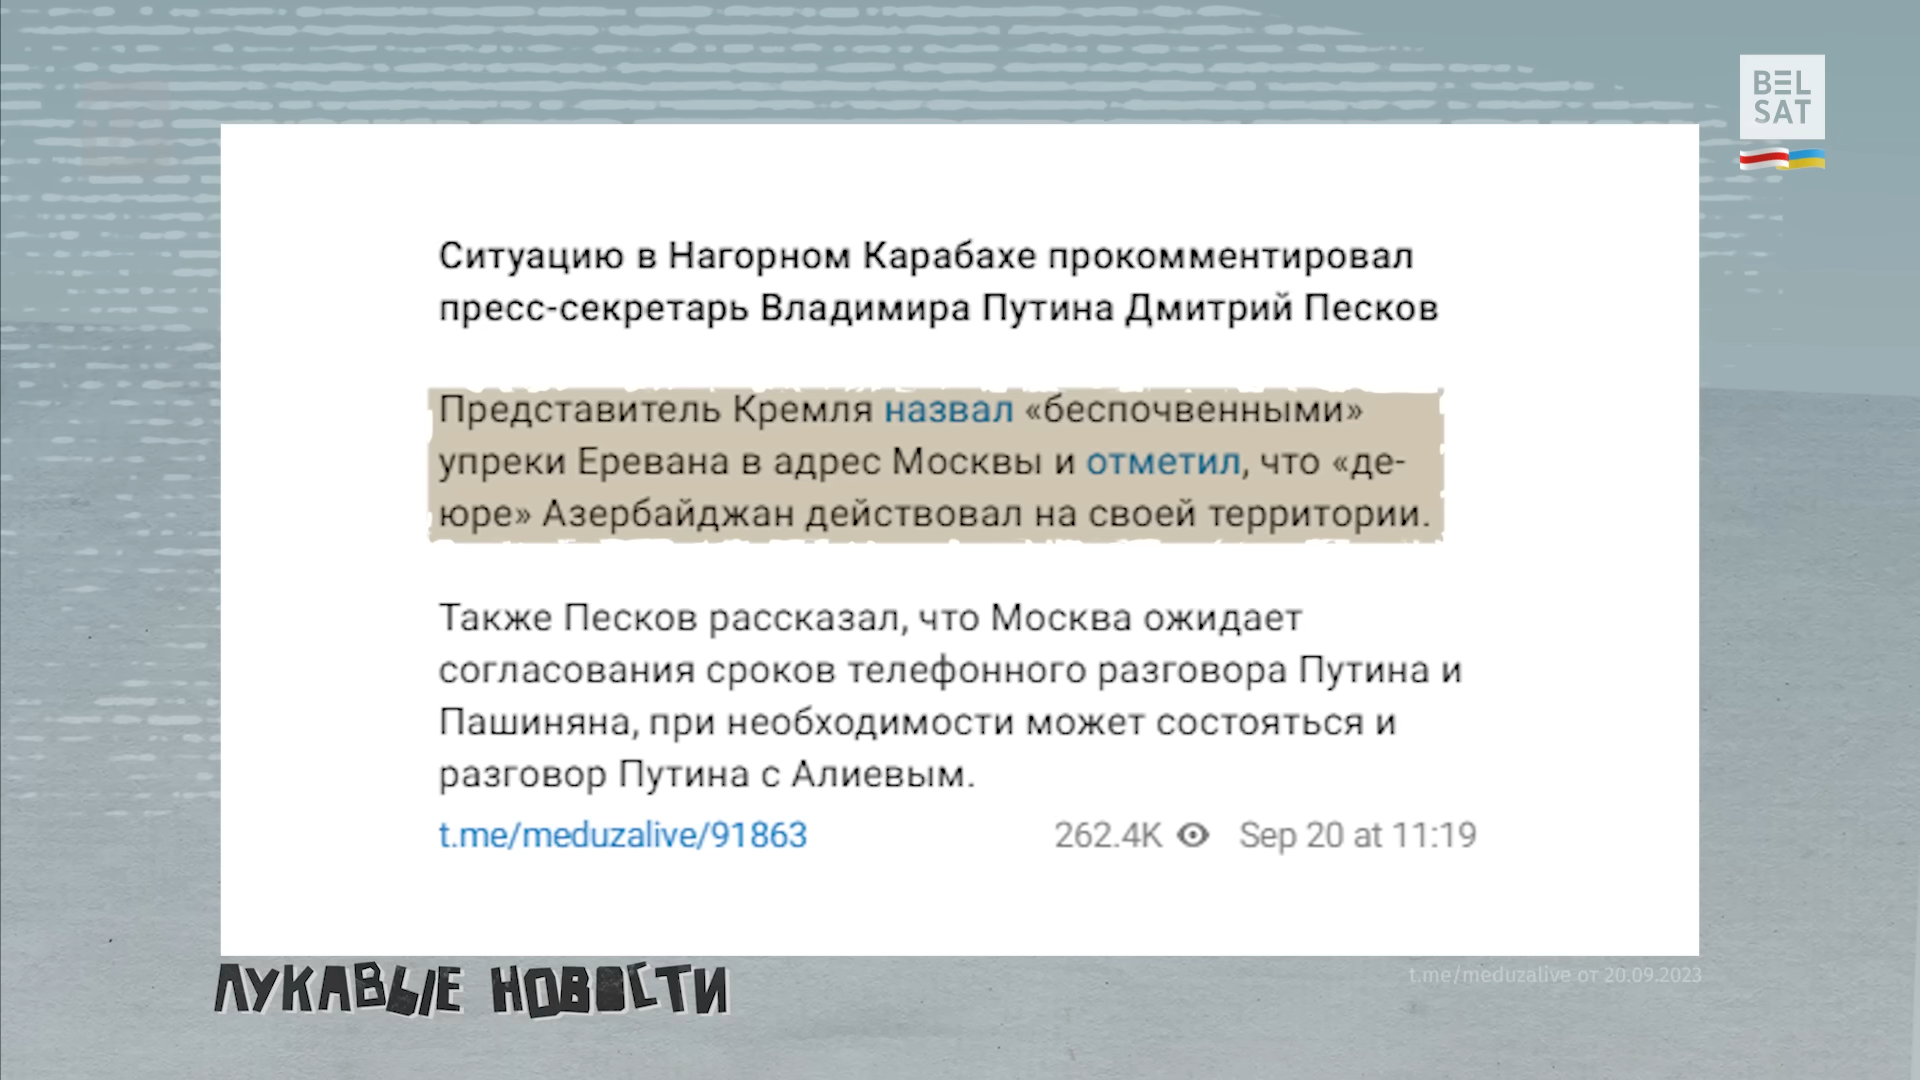 BEL
SAT
Ситуацию в Нагорном Карабахе прокомментировал
пресс-секретарь Владимира Путина Дмитрий Песков
Представитель Кремля назвал «беспочвенными»
упреки Еревана в адрес Москвы и отметил, что «де-
юре» Азербайджан действовал на своей территории.
Также Песков рассказал, что Москва ожидает
согласования сроков телефонного разговора Путина и
Пашиняна, при необходимости может состояться и
разговор Путина с Алиевым.
t.me/meduzalive/91863 262.4K Sep 20 at 11:19
ЛУКАВЫЕ НОВОСТИ
t.me/meduzalive от 20.09.2023